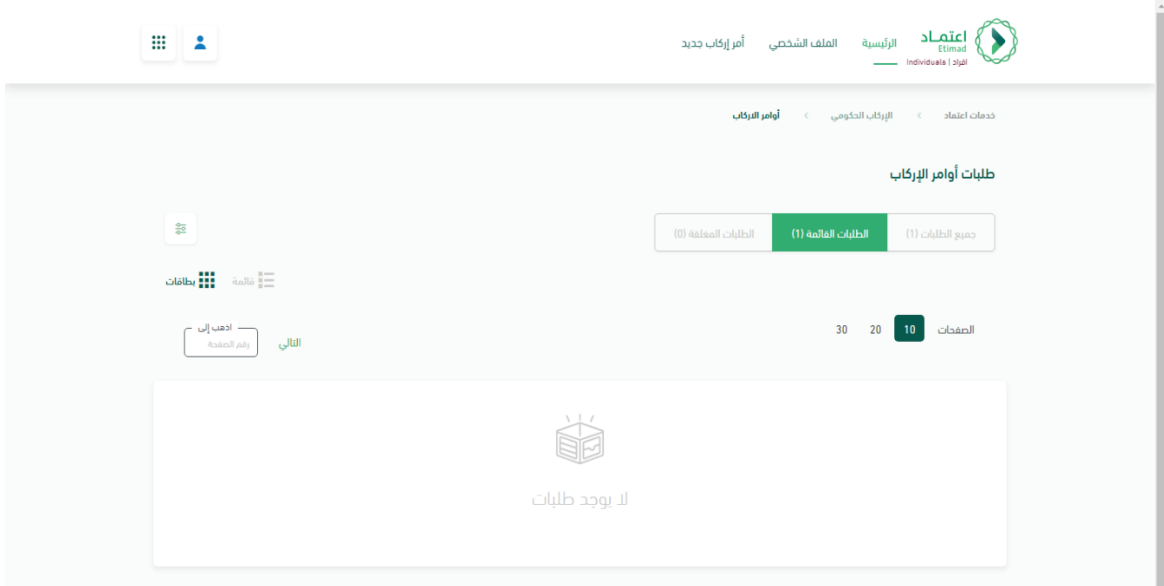 اعتمـاد
Etimad
افراد | Individuals
الرئيسية
الملف الشخصي
أمر إركاب جديد
خدمات اعتماد
الإركاب الحكومي
أوامر الاركاب
طلبات أوامر الإركاب
جميع الطلبات (1)
الطلبات القائمة (1)
الطلبات المغلقة (0)
قائمة
بطاقات
الصفحات 10 20 30
التالي
اذهب إلى
رقم الصفحة
لا يوجد طلبات